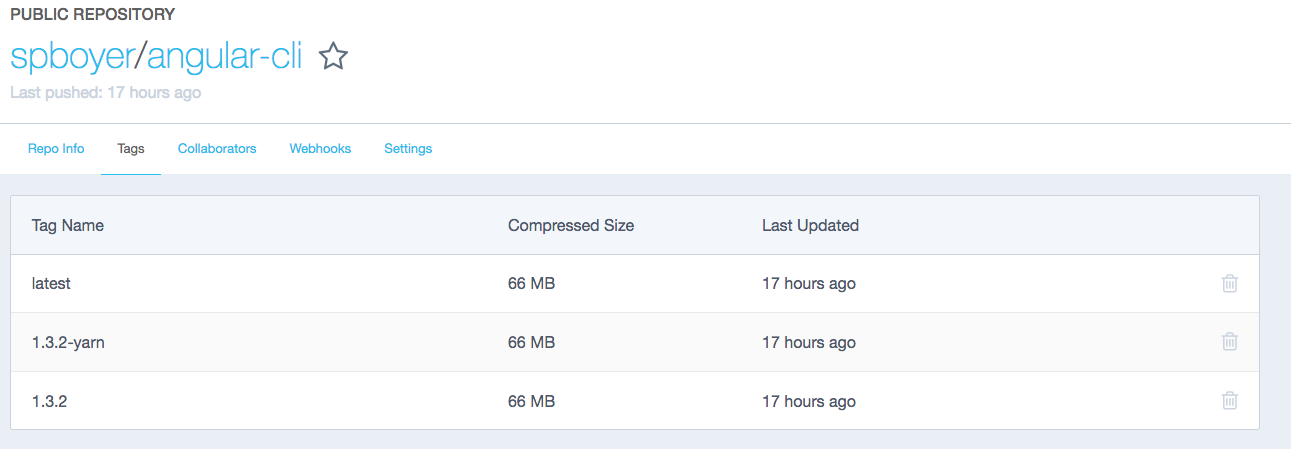 PUBLIC REPOSITORY
spboyer/angular-cli
Last pushed: 17 hours ago
Repo Info Tags Collaborators Webhooks Settings
Tag Name Compressed Size Last Updated
latest 66 MB 17 hours ago
1.3.2-yarn 66 MB 17 hours ago
1.3.2 66 MB 17 hours ago